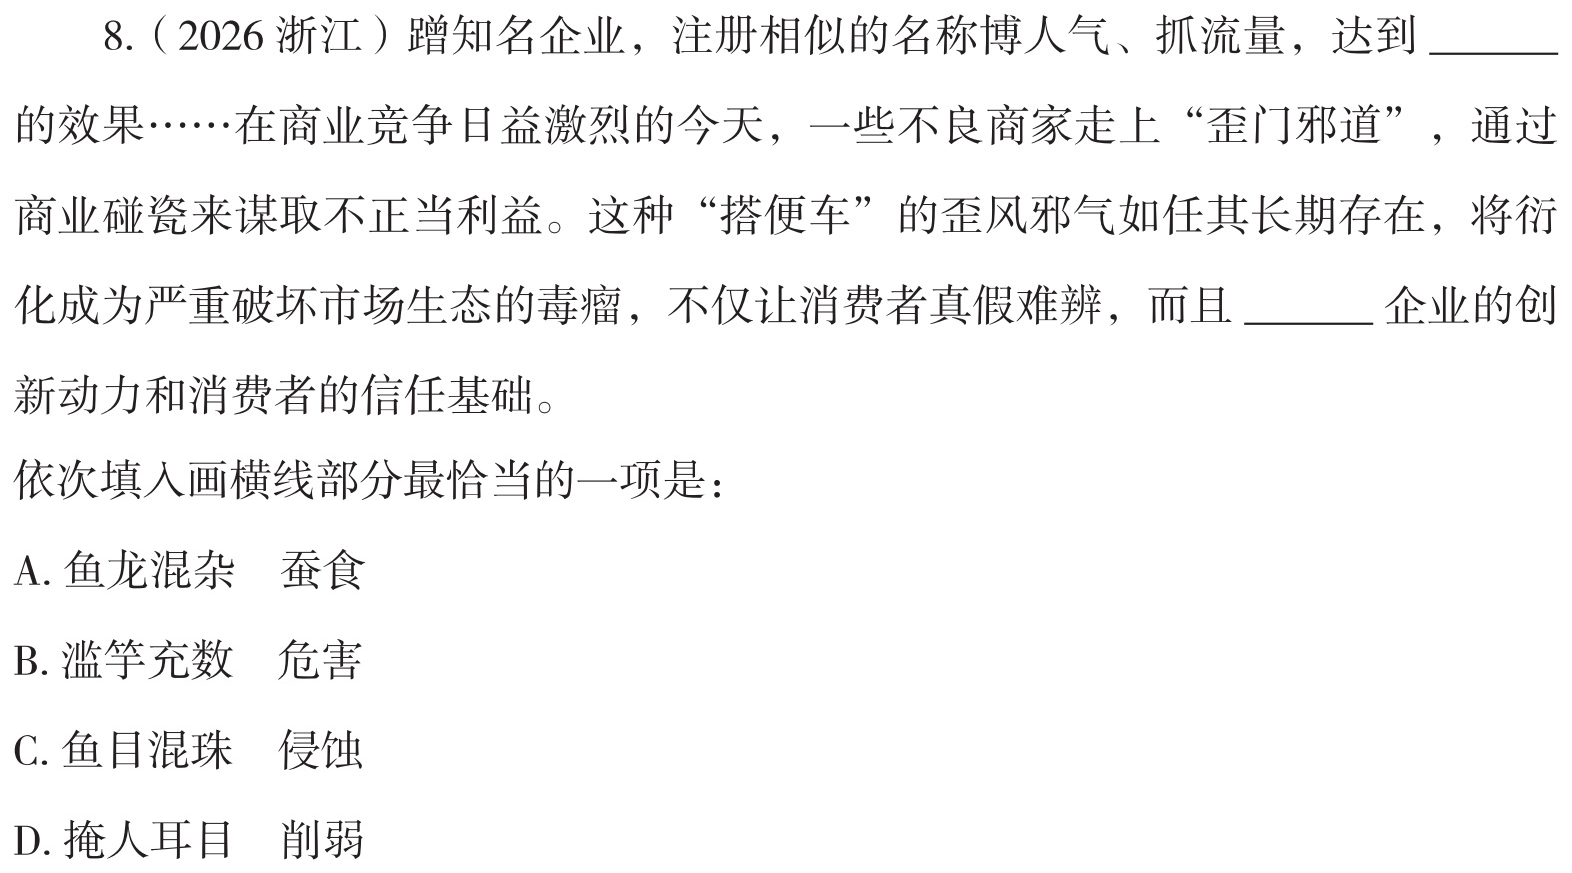 8.（2026 浙江）蹭知名企业，注册相似的名称博人气、抓流量，达到 ______
的效果……在商业竞争日益激烈的今天，一些不良商家走上“歪门邪道”，通过
商业碰瓷来谋取不正当利益。这种“搭便车”的歪风邪气如任其长期存在，将衍
化成为严重破坏市场生态的毒瘤，不仅让消费者真假难辨，而且 ______ 企业的创
新动力和消费者的信任基础。
依次填入画横线部分最恰当的一项是：
A. 鱼龙混杂　蚕食
B. 滥竽充数　危害
C. 鱼目混珠　侵蚀
D. 掩人耳目　削弱